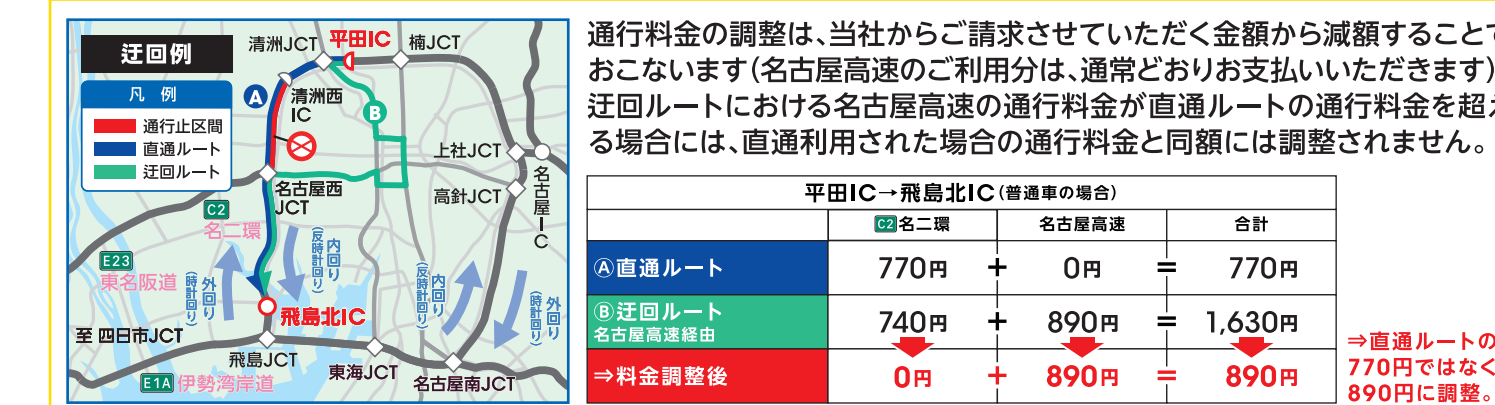 迂回例
凡 例
通行止区間
直通ルート
迂回ルート
清洲JCT
平田IC
楠JCT
A
清洲西
IC
B
上社JCT
高針JCT
名古屋IC
名古屋西
JCT
C2
名二環
E23
東名阪道
外回り
(時計回り)
内回り
(反時計回り)
内回り
(反時計回り)
外回り
(時計回り)
飛島北IC
至 四日市JCT
飛島JCT
東海JCT
名古屋南JCT
E1A 伊勢湾岸道
通行料金の調整は、当社からご請求させていただく金額から減額することで
おこないます(名古屋高速のご利用分は、通常どおりお支払いいただきます)
迂回ルートにおける名古屋高速の通行料金が直通ルートの通行料金を超え
る場合には、直通利用された場合の通行料金と同額には調整されません。
平田IC→飛島北IC(普通車の場合)
C2名二環 名古屋高速 合計
Ⓐ直通ルート 770円 + 0円 = 770円
Ⓑ迂回ルート 740円 + 890円 = 1,630円
名古屋高速経由
⇒料金調整後 0円 + 890円 = 890円
⇒直通ルートの
770円ではなく
890円に調整。